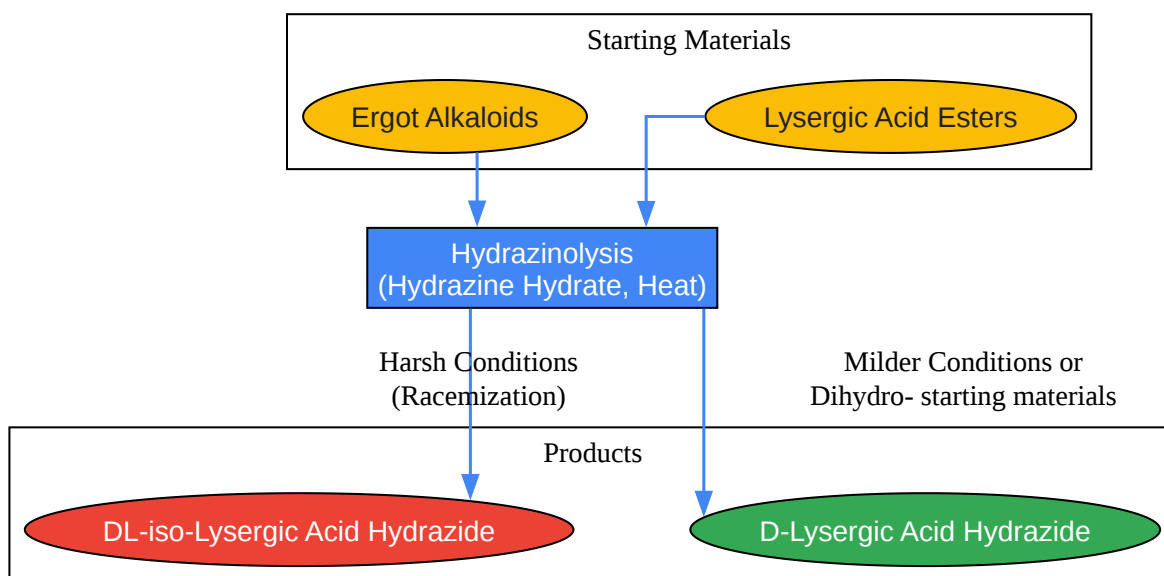 Starting Materials
Ergot Alkaloids
Lysergic Acid Esters
Hydrazinolysis
(Hydrazine Hydrate, Heat)
Harsh Conditions
(Racemization)
Milder Conditions or
Dihydro- starting materials
Products
DL-iso-Lysergic Acid Hydrazide
D-Lysergic Acid Hydrazide